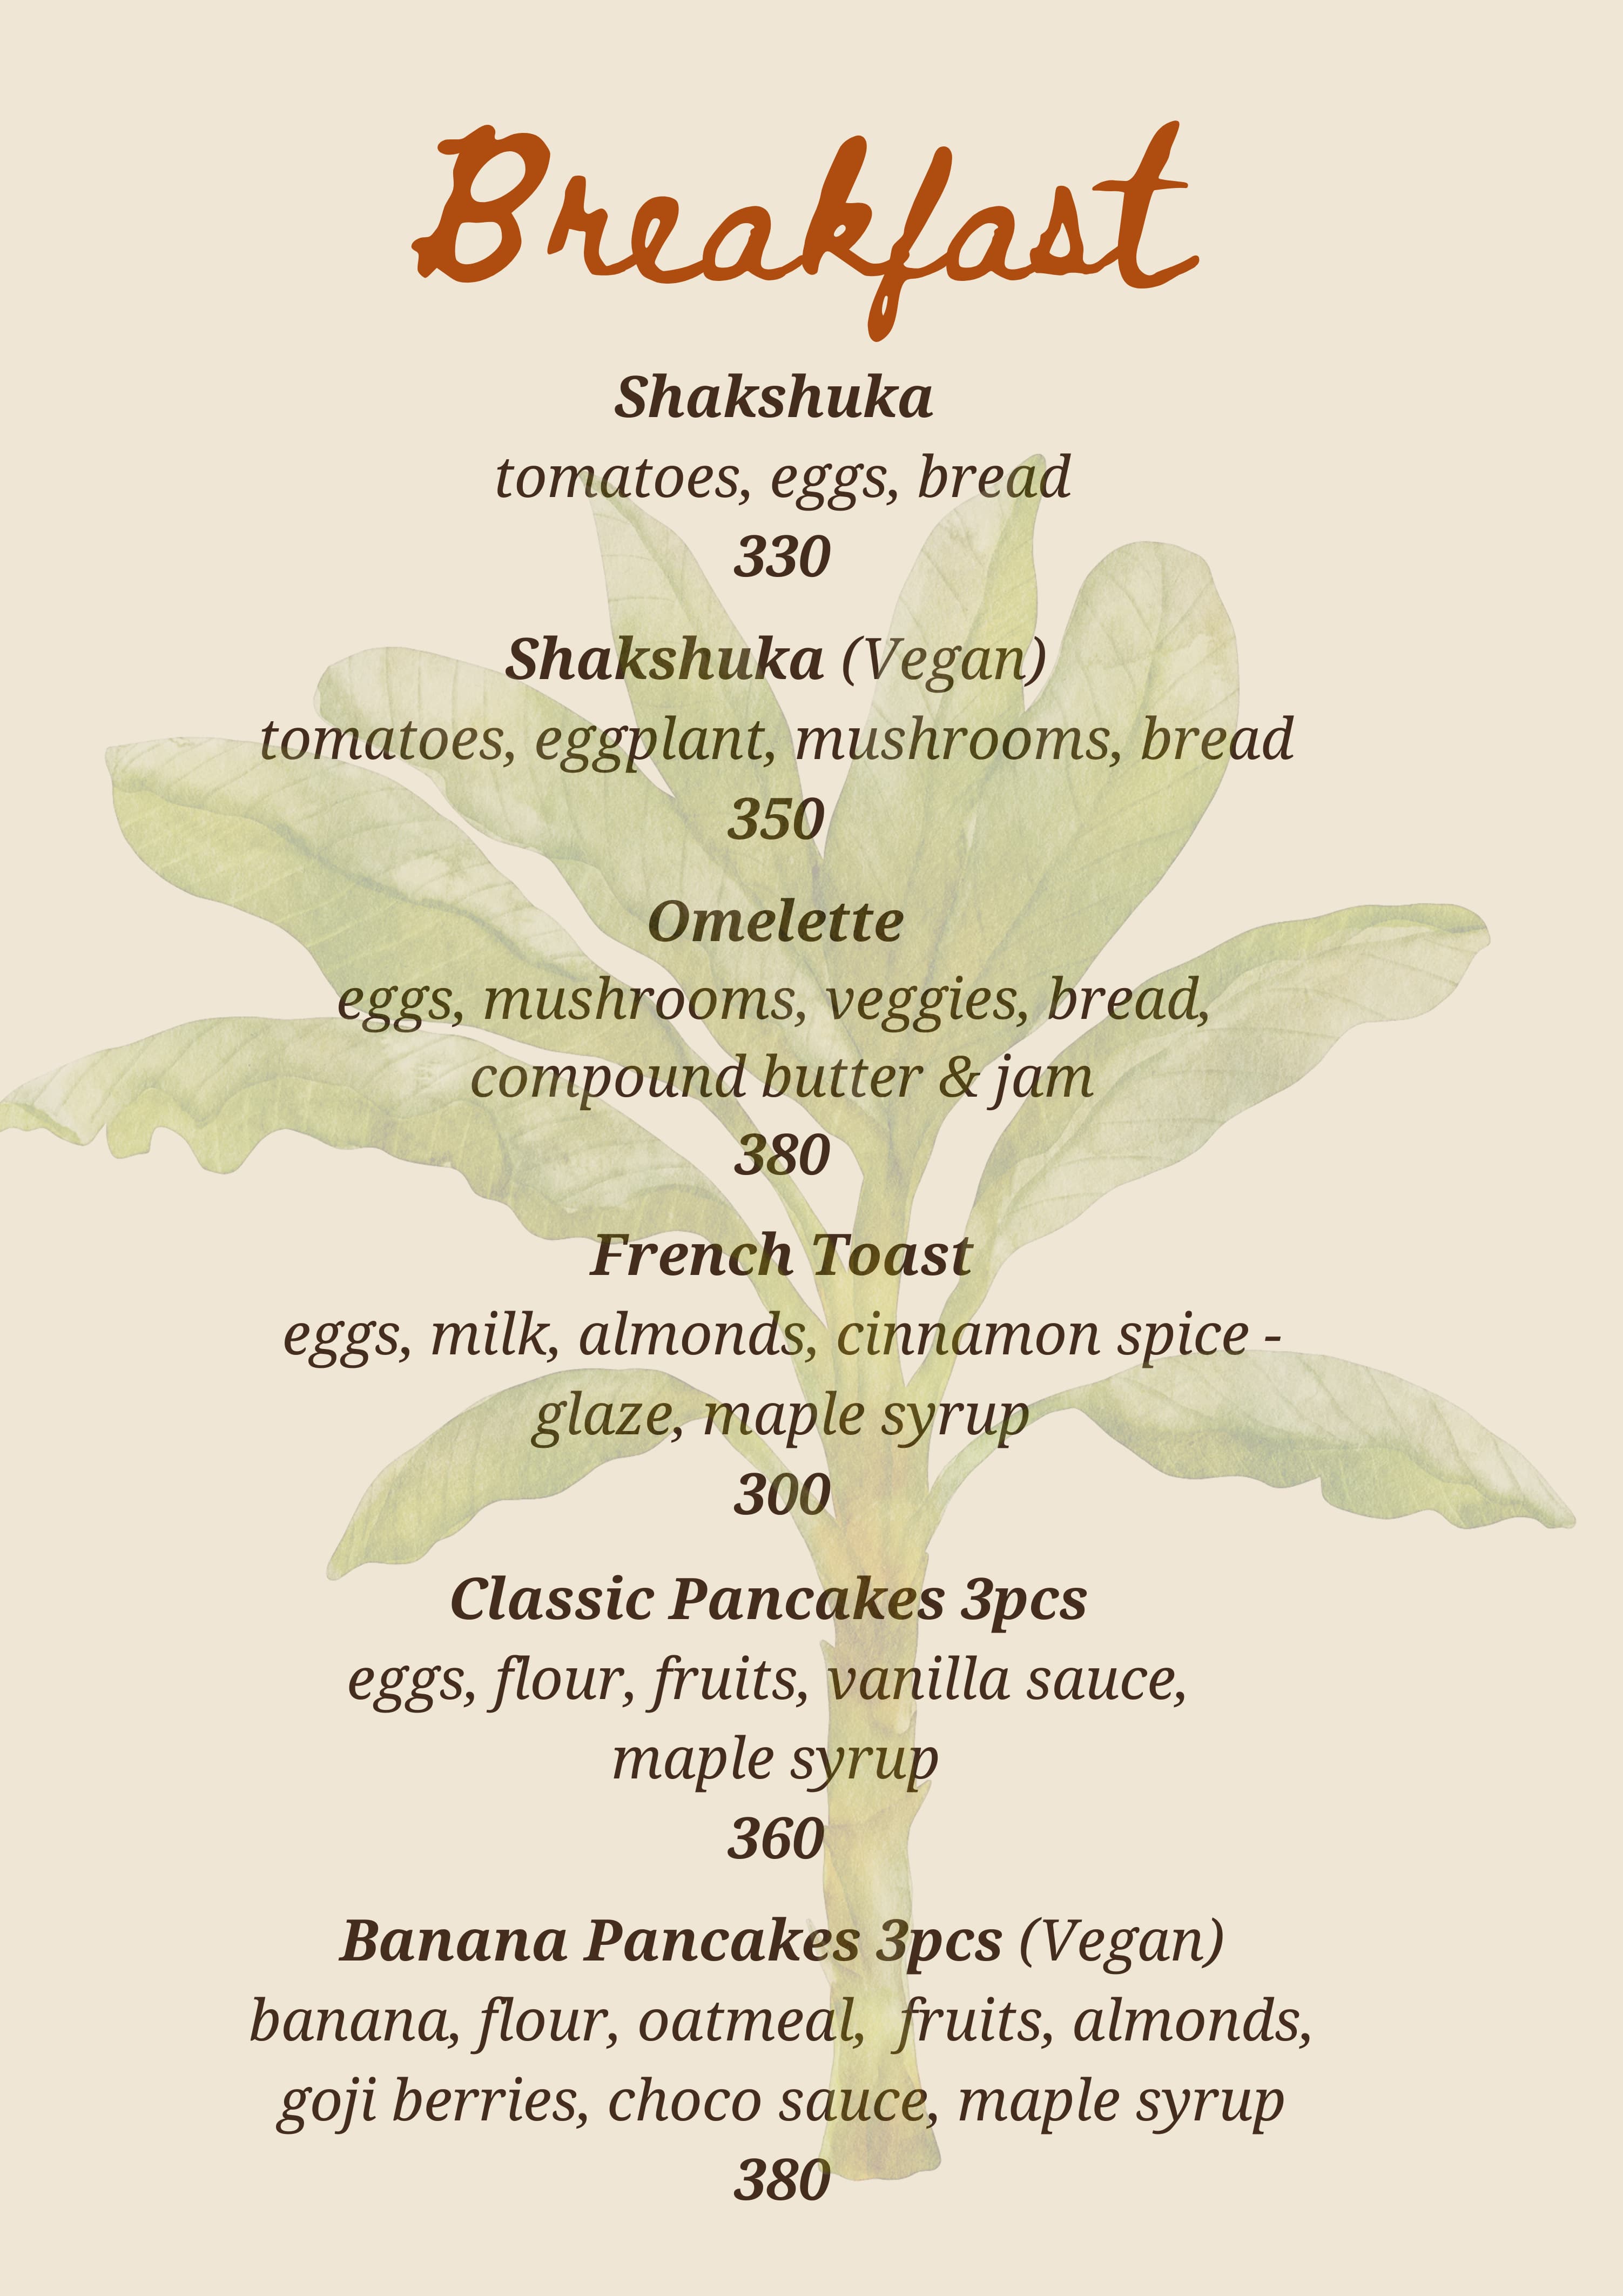 Breakfast
Shakshuka
tomatoes, eggs, bread
330
Shakshuka (Vegan)
tomatoes, eggplant, mushrooms, bread
350
Omelette
eggs, mushrooms, veggies, bread,
compound butter & jam
380
French Toast
eggs, milk, almonds, cinnamon spice -
glaze, maple syrup
300
Classic Pancakes 3pcs
eggs, flour, fruits, vanilla sauce,
maple syrup
360
Banana Pancakes 3pcs (Vegan)
banana, flour, oatmeal,  fruits, almonds,
goji berries, choco sauce, maple syrup
380